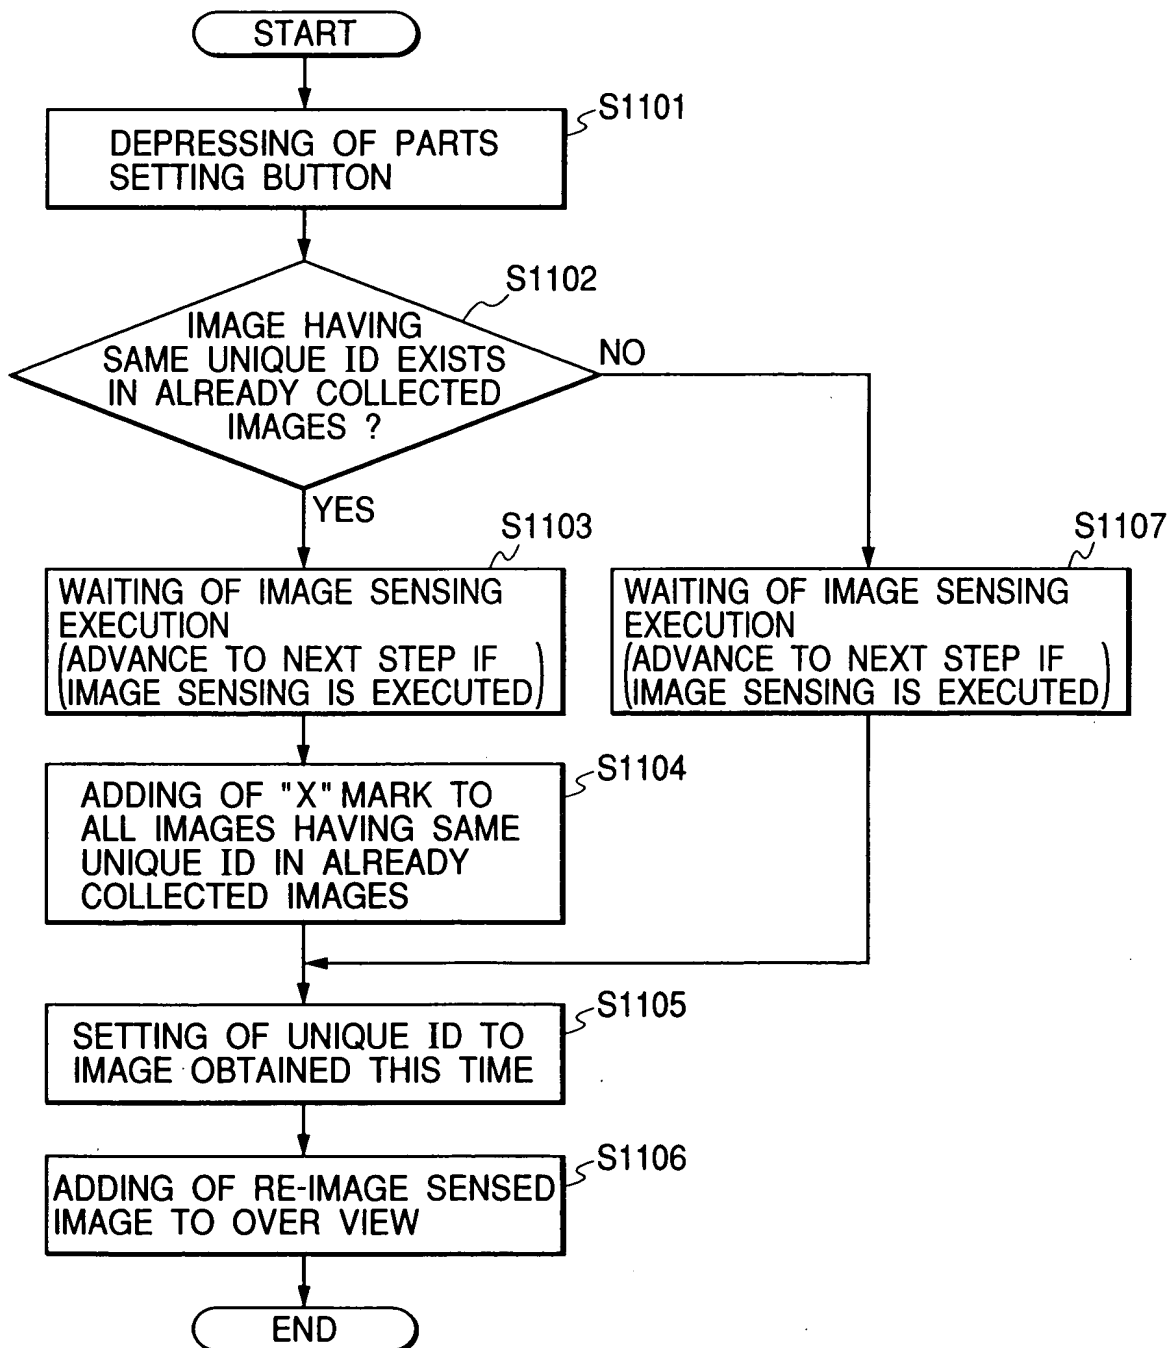 START
S1101
DEPRESSING OF PARTS
SETTING BUTTON
S1102
IMAGE HAVING
SAME UNIQUE ID EXISTS
IN ALREADY COLLECTED
IMAGES ?
NO
YES
S1103
WAITING OF IMAGE SENSING
EXECUTION
(ADVANCE TO NEXT STEP IF
IMAGE SENSING IS EXECUTED)
S1107
WAITING OF IMAGE SENSING
EXECUTION
(ADVANCE TO NEXT STEP IF
IMAGE SENSING IS EXECUTED)
S1104
ADDING OF "X" MARK TO
ALL IMAGES HAVING SAME
UNIQUE ID IN ALREADY
COLLECTED IMAGES
S1105
SETTING OF UNIQUE ID TO
IMAGE OBTAINED THIS TIME
S1106
ADDING OF RE-IMAGE SENSED
IMAGE TO OVER VIEW
END